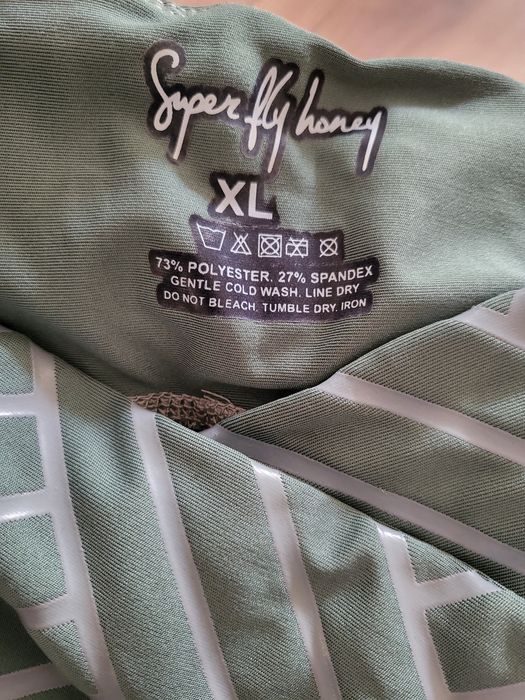 Super fly honey
XL
73% POLYESTER, 27% SPANDEX
GENTLE COLD WASH. LINE DRY
DO NOT BLEACH, TUMBLE DRY, IRON